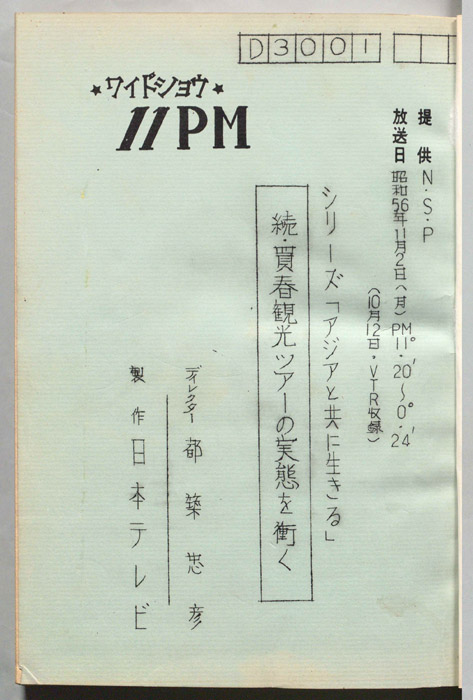 D3001
★ワイドショウ★
11PM
提供 N・S・P
放送日 昭和56年11月2日(月) PM11°・20′〜0°・24′
(10月12日・VTR収録)
シリーズ「アジアと共に生きる」
続・買春観光ツアーの実態を衝く
ディレクター 都築忠彦
製作 日本テレビ